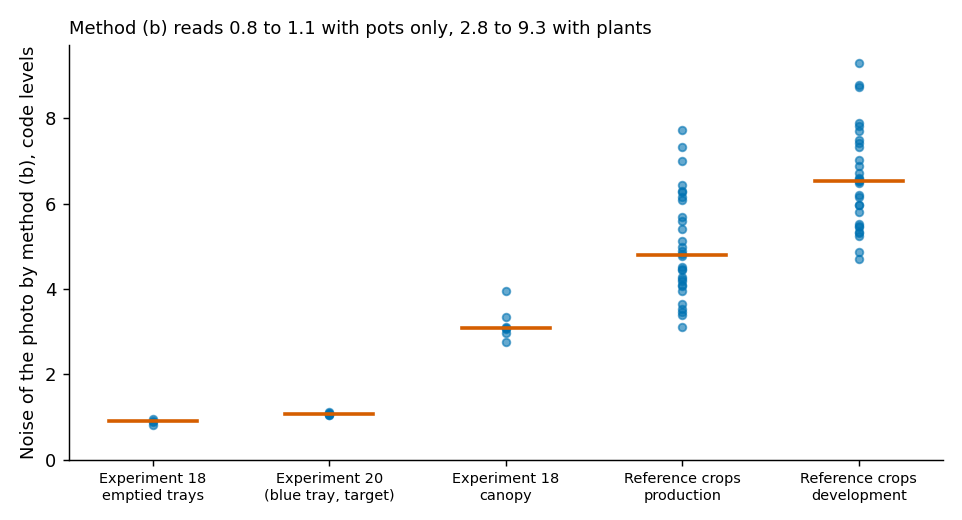 Method (b) reads 0.8 to 1.1 with pots only, 2.8 to 9.3 with plants
Noise of the photo by method (b), code levels
8
6
4
2
0
Experiment 18
emptied trays
Experiment 20
(blue tray, target)
Experiment 18
canopy
Reference crops
production
Reference crops
development